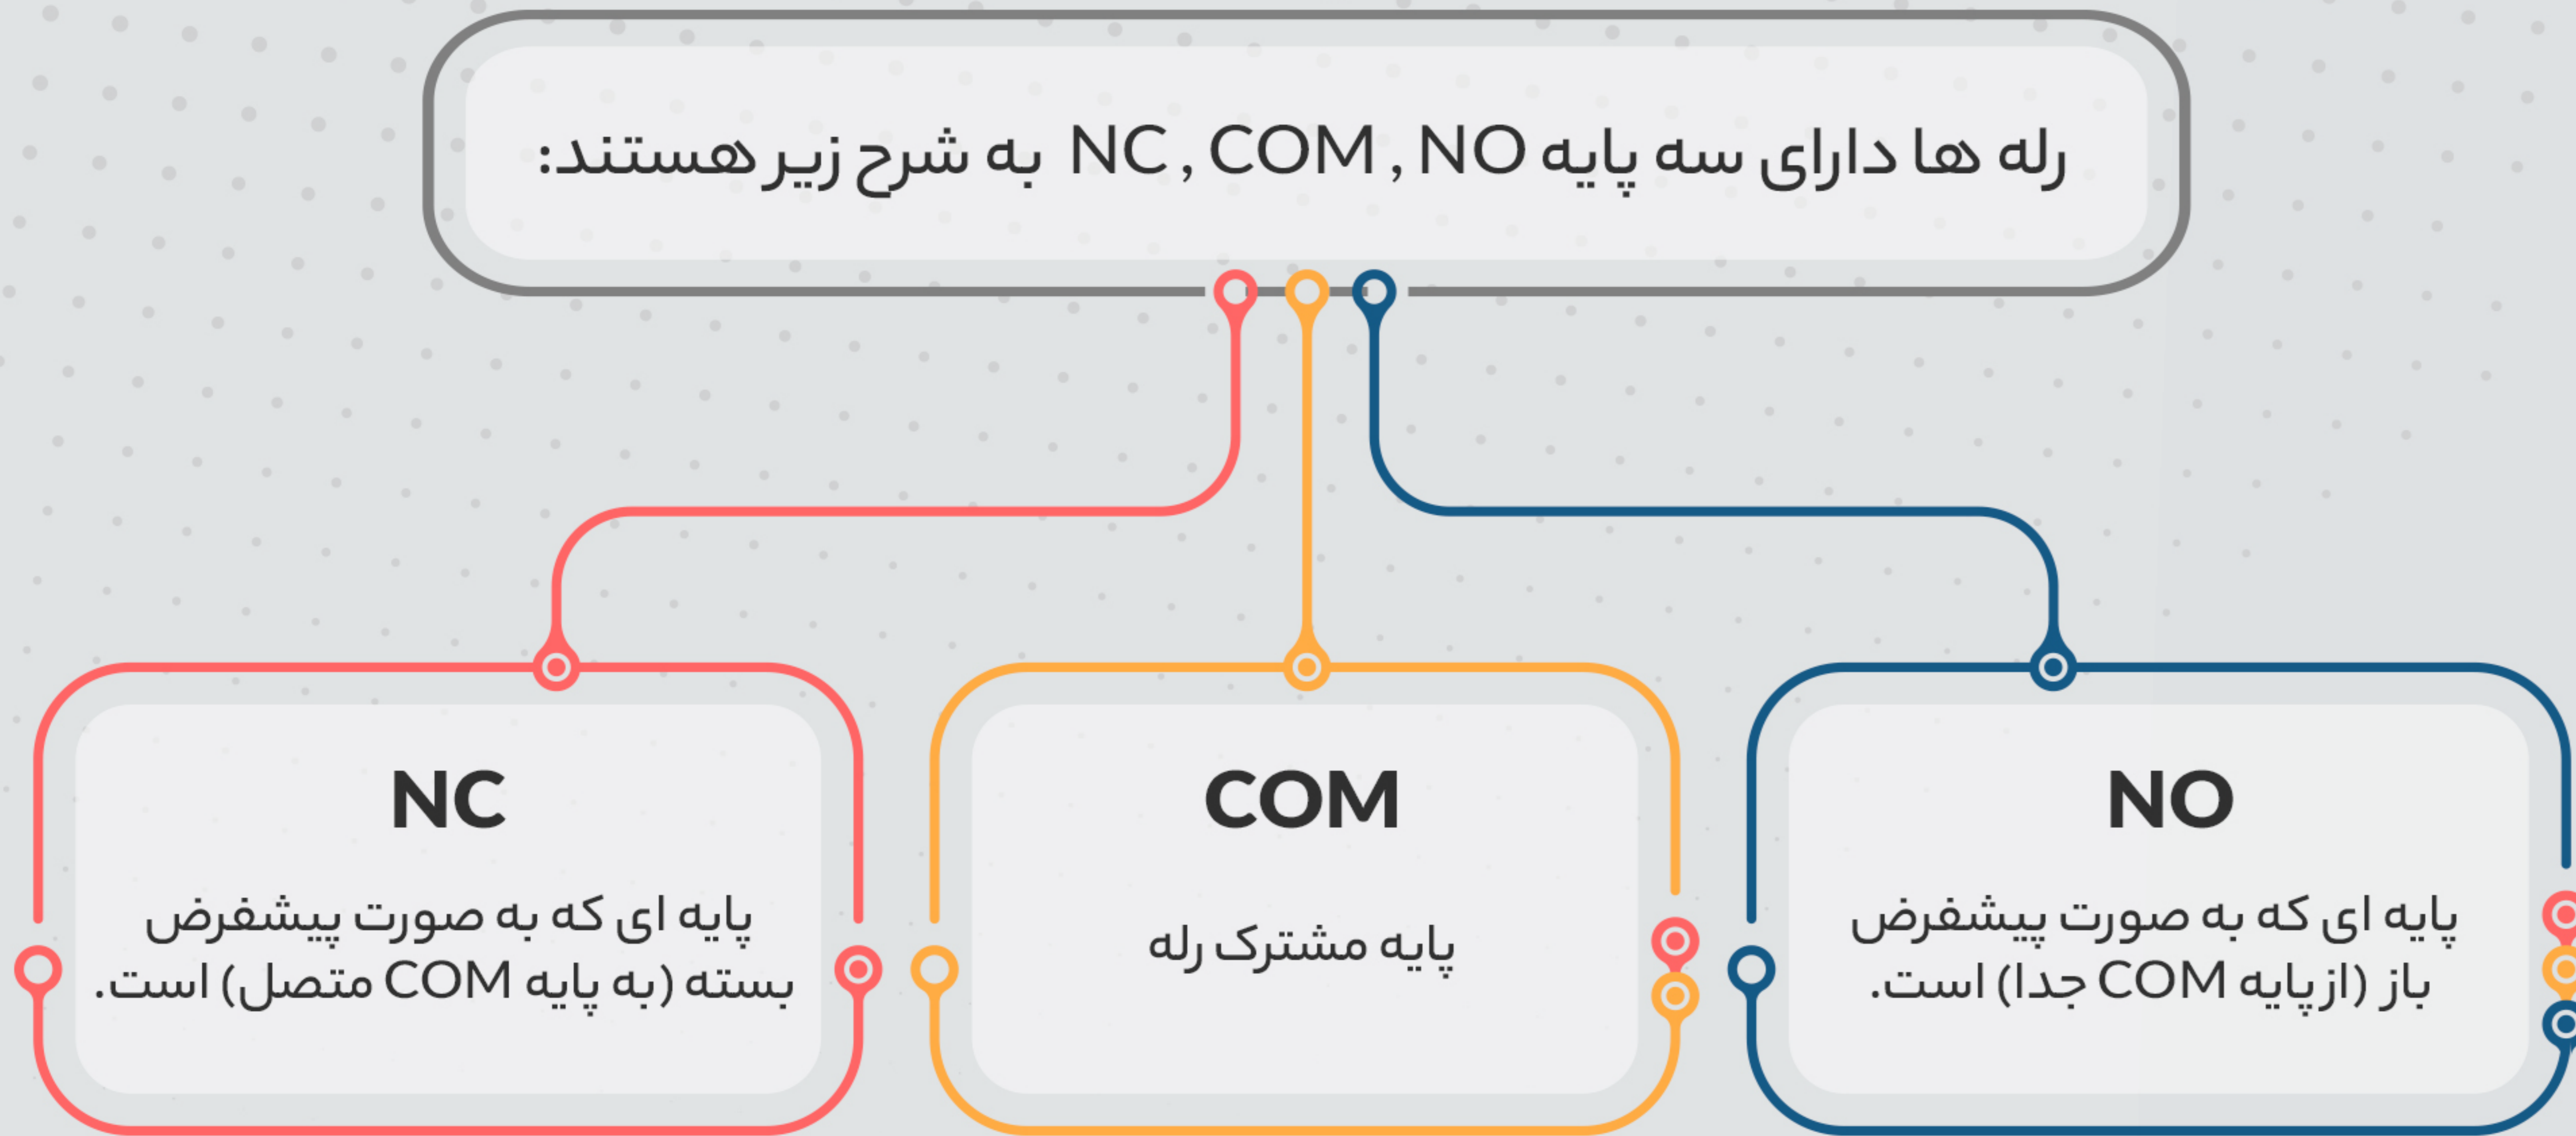 رله ها دارای سه پایه NC , COM , NO به شرح زیر هستند:
NO
پایه ای که به صورت پیشفرض
باز (از پایه COM جدا) است.
COM
پایه مشترک رله
NC
پایه ای که به صورت پیشفرض
بسته (به پایه COM متصل) است.